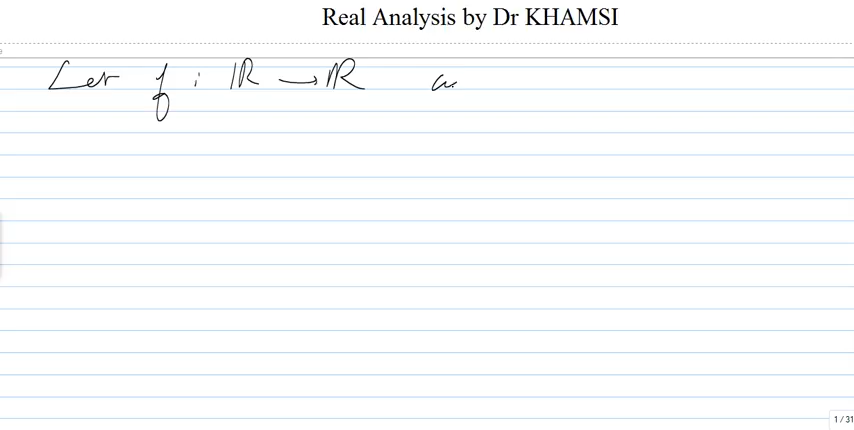 Real Analysis by Dr KHAMSI
Let f : ℝ → ℝ
1 / 31